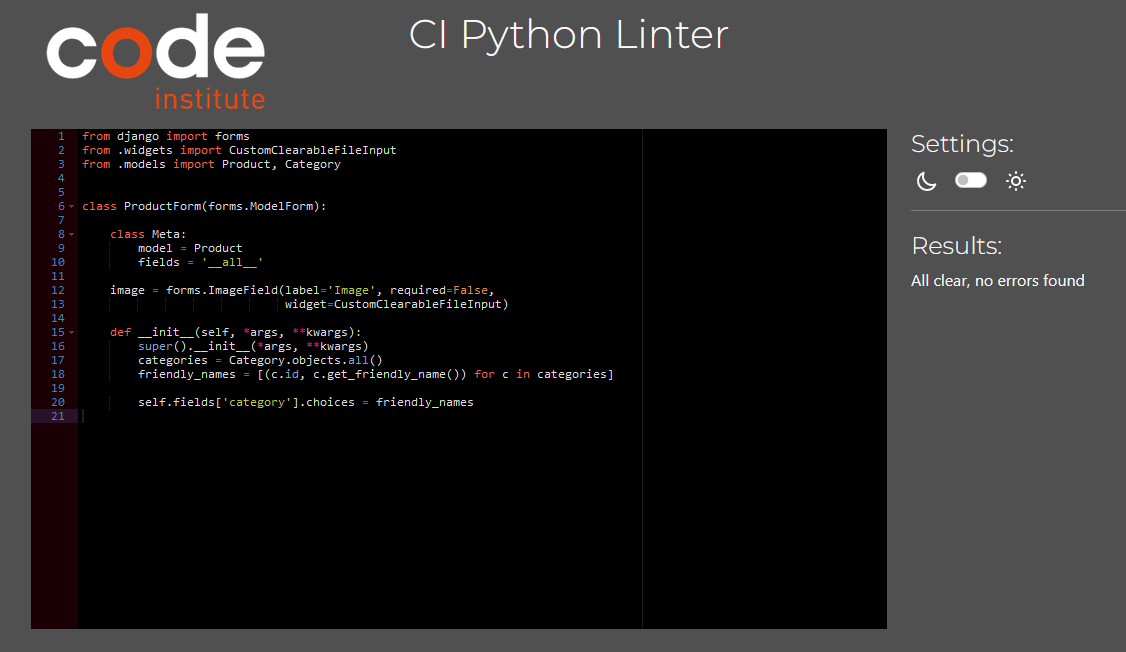 code
institute
CI Python Linter
1 from django import forms
2 from .widgets import CustomClearableFileInput
3 from .models import Product, Category
4
5
6 class ProductForm(forms.ModelForm):
7
8     class Meta:
9         model = Product
10         fields = '__all__'
11
12     image = forms.ImageField(label='Image', required=False,
13                              widget=CustomClearableFileInput)
14
15     def __init__(self, *args, **kwargs):
16         super().__init__(*args, **kwargs)
17         categories = Category.objects.all()
18         friendly_names = [(c.id, c.get_friendly_name()) for c in categories]
19
20         self.fields['category'].choices = friendly_names
21
Settings:
Results:
All clear, no errors found